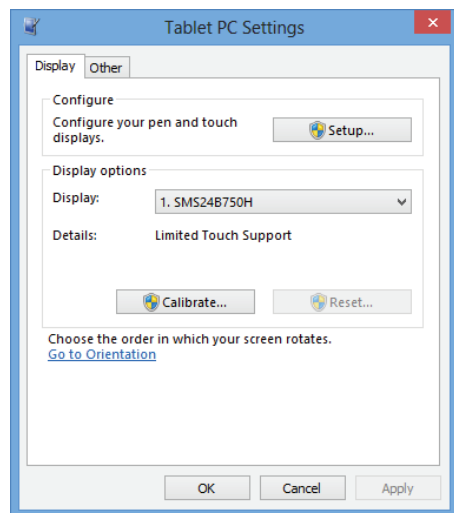 Tablet PC Settings
Display
Other
Configure
Configure your pen and touch
displays.
Setup...
Display options
Display:
1. SMS24B750H
Details:
Limited Touch Support
Calibrate...
Reset...
Choose the order in which your screen rotates.
Go to Orientation
OK
Cancel
Apply